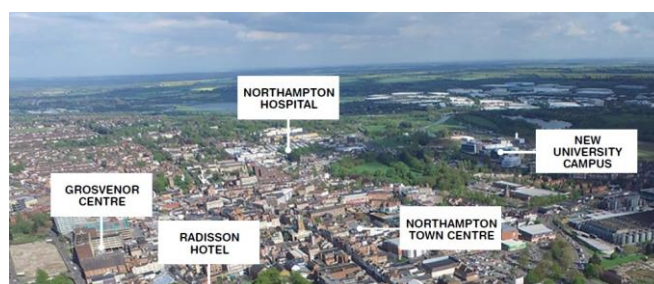 NORTHAMPTON
HOSPITAL
NEW
UNIVERSITY
CAMPUS
GROSVENOR
CENTRE
RADISSON
HOTEL
NORTHAMPTON
TOWN CENTRE